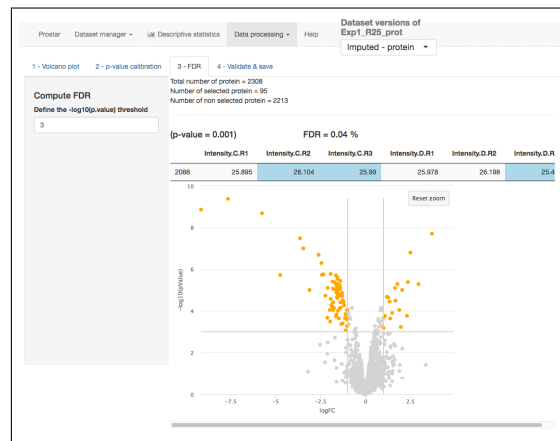 Dataset versions of
Exp1_R25_prot
Prostar Dataset manager Descriptive statistics Data processing Help
Imputed - protein
1 - Volcano plot 2 - p-value calibration 3 - FDR 4 - Validate & save
Compute FDR
Define the -log10(p.value) threshold
3
Total number of protein = 2308
Number of selected protein = 95
Number of non selected protein = 2213
(p-value = 0.001) FDR = 0.04 %
Intensity.C.R1 Intensity.C.R2 Intensity.C.R3 Intensity.D.R1 Intensity.D.R2 Intensity.D.R
2088 25.895 26.104 25.99 25.978 26.198 25.4
10
Reset zoom
8
6
4
2
0
-log10(pValue)
-7.5 -5 -2.5 0 2.5
logFC